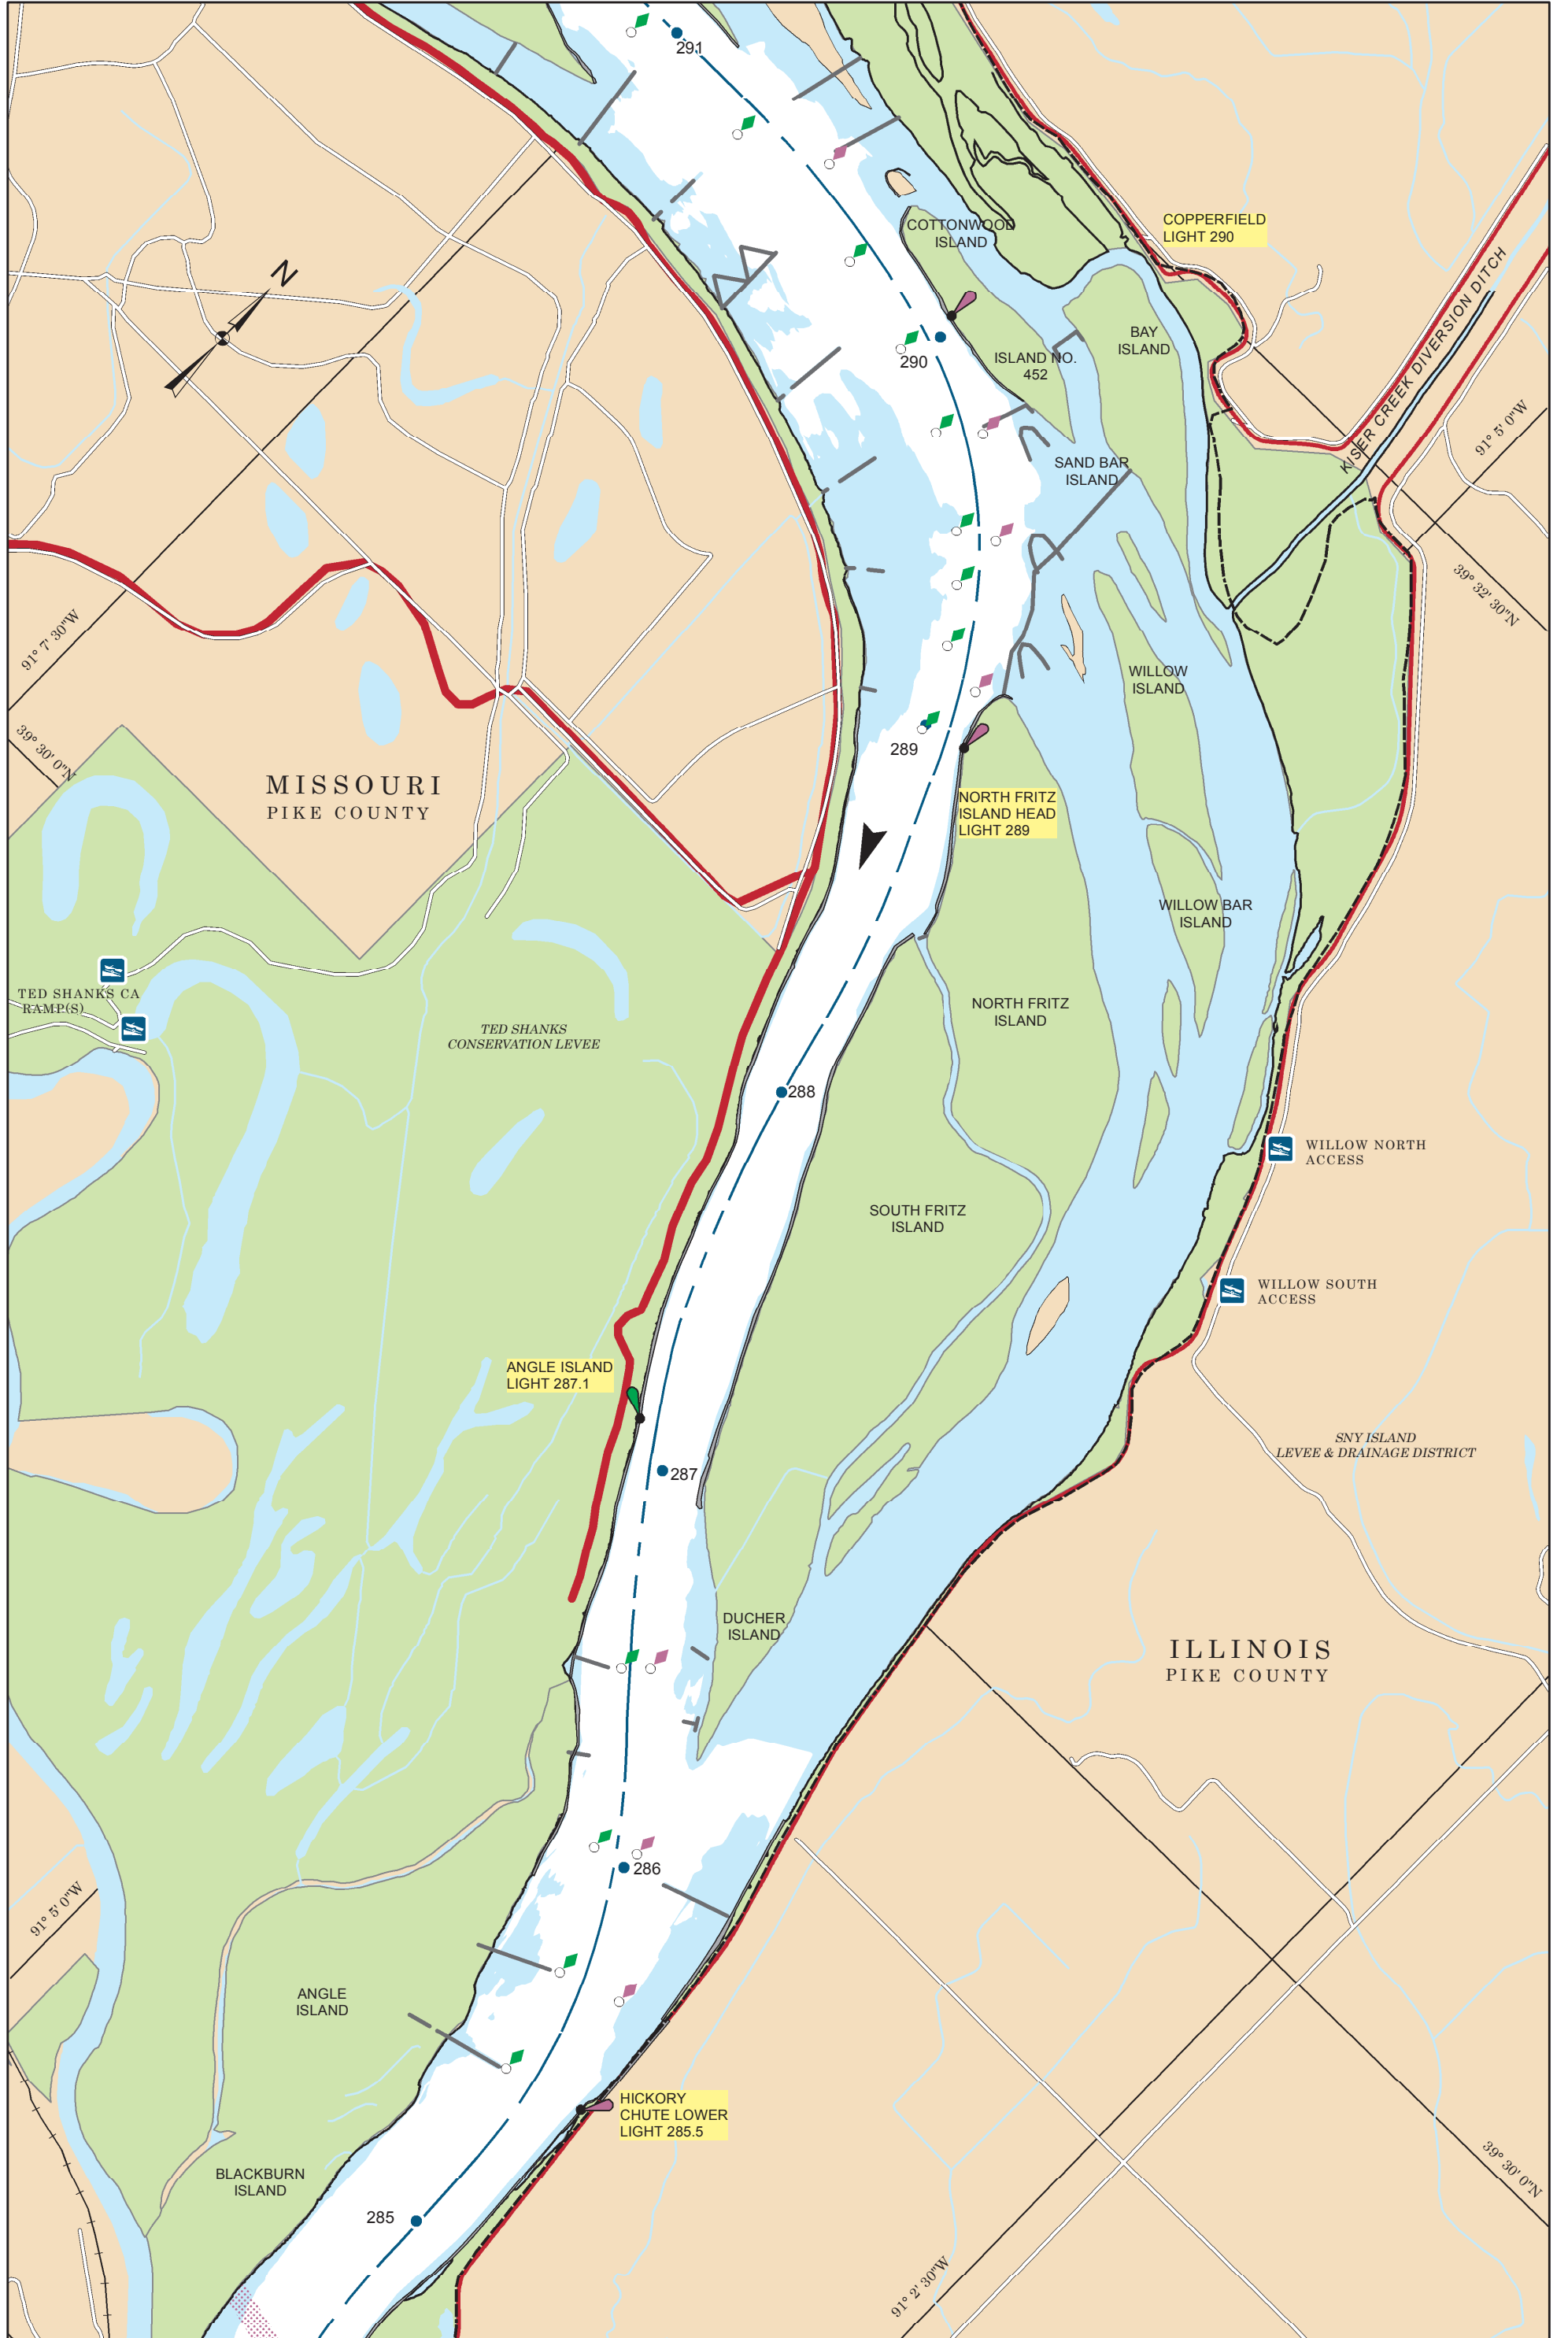 291
COPPERFIELD
LIGHT 290
COTTONWOOD
ISLAND
N
BAY
ISLAND
KISER CREEK DIVERSION DITCH
290
ISLAND NO.
452
91° 5' 0"W
SAND BAR
ISLAND
39° 32' 30"N
91° 7' 30"W
WILLOW
ISLAND
39° 30' 0"N
289
MISSOURI
PIKE COUNTY
NORTH FRITZ
ISLAND HEAD
LIGHT 289
WILLOW BAR
ISLAND
TED SHANKS CA
RAMP(S)
NORTH FRITZ
ISLAND
TED SHANKS
CONSERVATION LEVEE
288
WILLOW NORTH
ACCESS
SOUTH FRITZ
ISLAND
WILLOW SOUTH
ACCESS
ANGLE ISLAND
LIGHT 287.1
SNY ISLAND
LEVEE & DRAINAGE DISTRICT
287
DUCHER
ISLAND
ILLINOIS
PIKE COUNTY
286
91° 5' 0"W
ANGLE
ISLAND
HICKORY
CHUTE LOWER
LIGHT 285.5
39° 30' 0"N
BLACKBURN
ISLAND
285
91° 2' 30"W